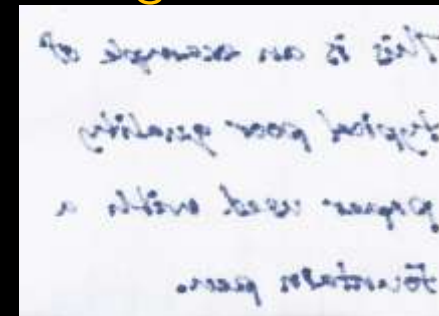 This is an example of
typical poor quality
paper used with a
fountain pen.